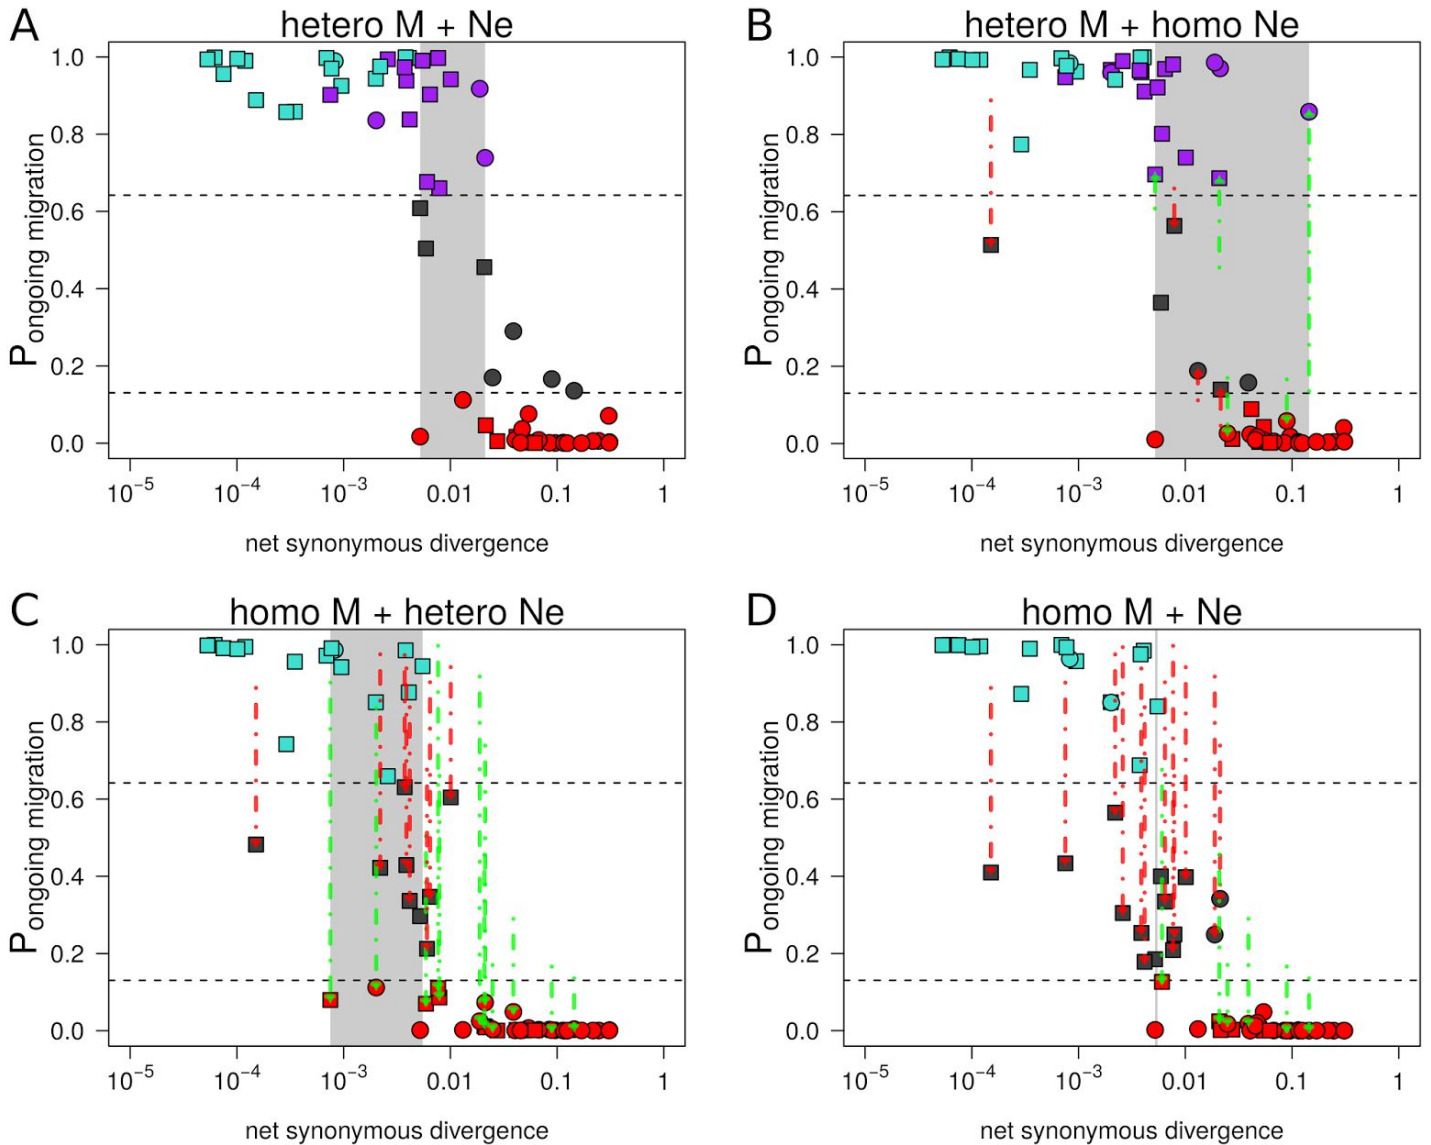 A
hetero M + Ne
P ongoing migration
1.0
0.8
0.6
0.4
0.2
0.0
10⁻⁵ 10⁻⁴ 10⁻³ 0.01 0.1 1
net synonymous divergence
B
hetero M + homo Ne
P ongoing migration
1.0
0.8
0.6
0.4
0.2
0.0
10⁻⁵ 10⁻⁴ 10⁻³ 0.01 0.1 1
net synonymous divergence
C
homo M + hetero Ne
P ongoing migration
1.0
0.8
0.6
0.4
0.2
0.0
10⁻⁵ 10⁻⁴ 10⁻³ 0.01 0.1 1
net synonymous divergence
D
homo M + Ne
P ongoing migration
1.0
0.8
0.6
0.4
0.2
0.0
10⁻⁵ 10⁻⁴ 10⁻³ 0.01 0.1 1
net synonymous divergence